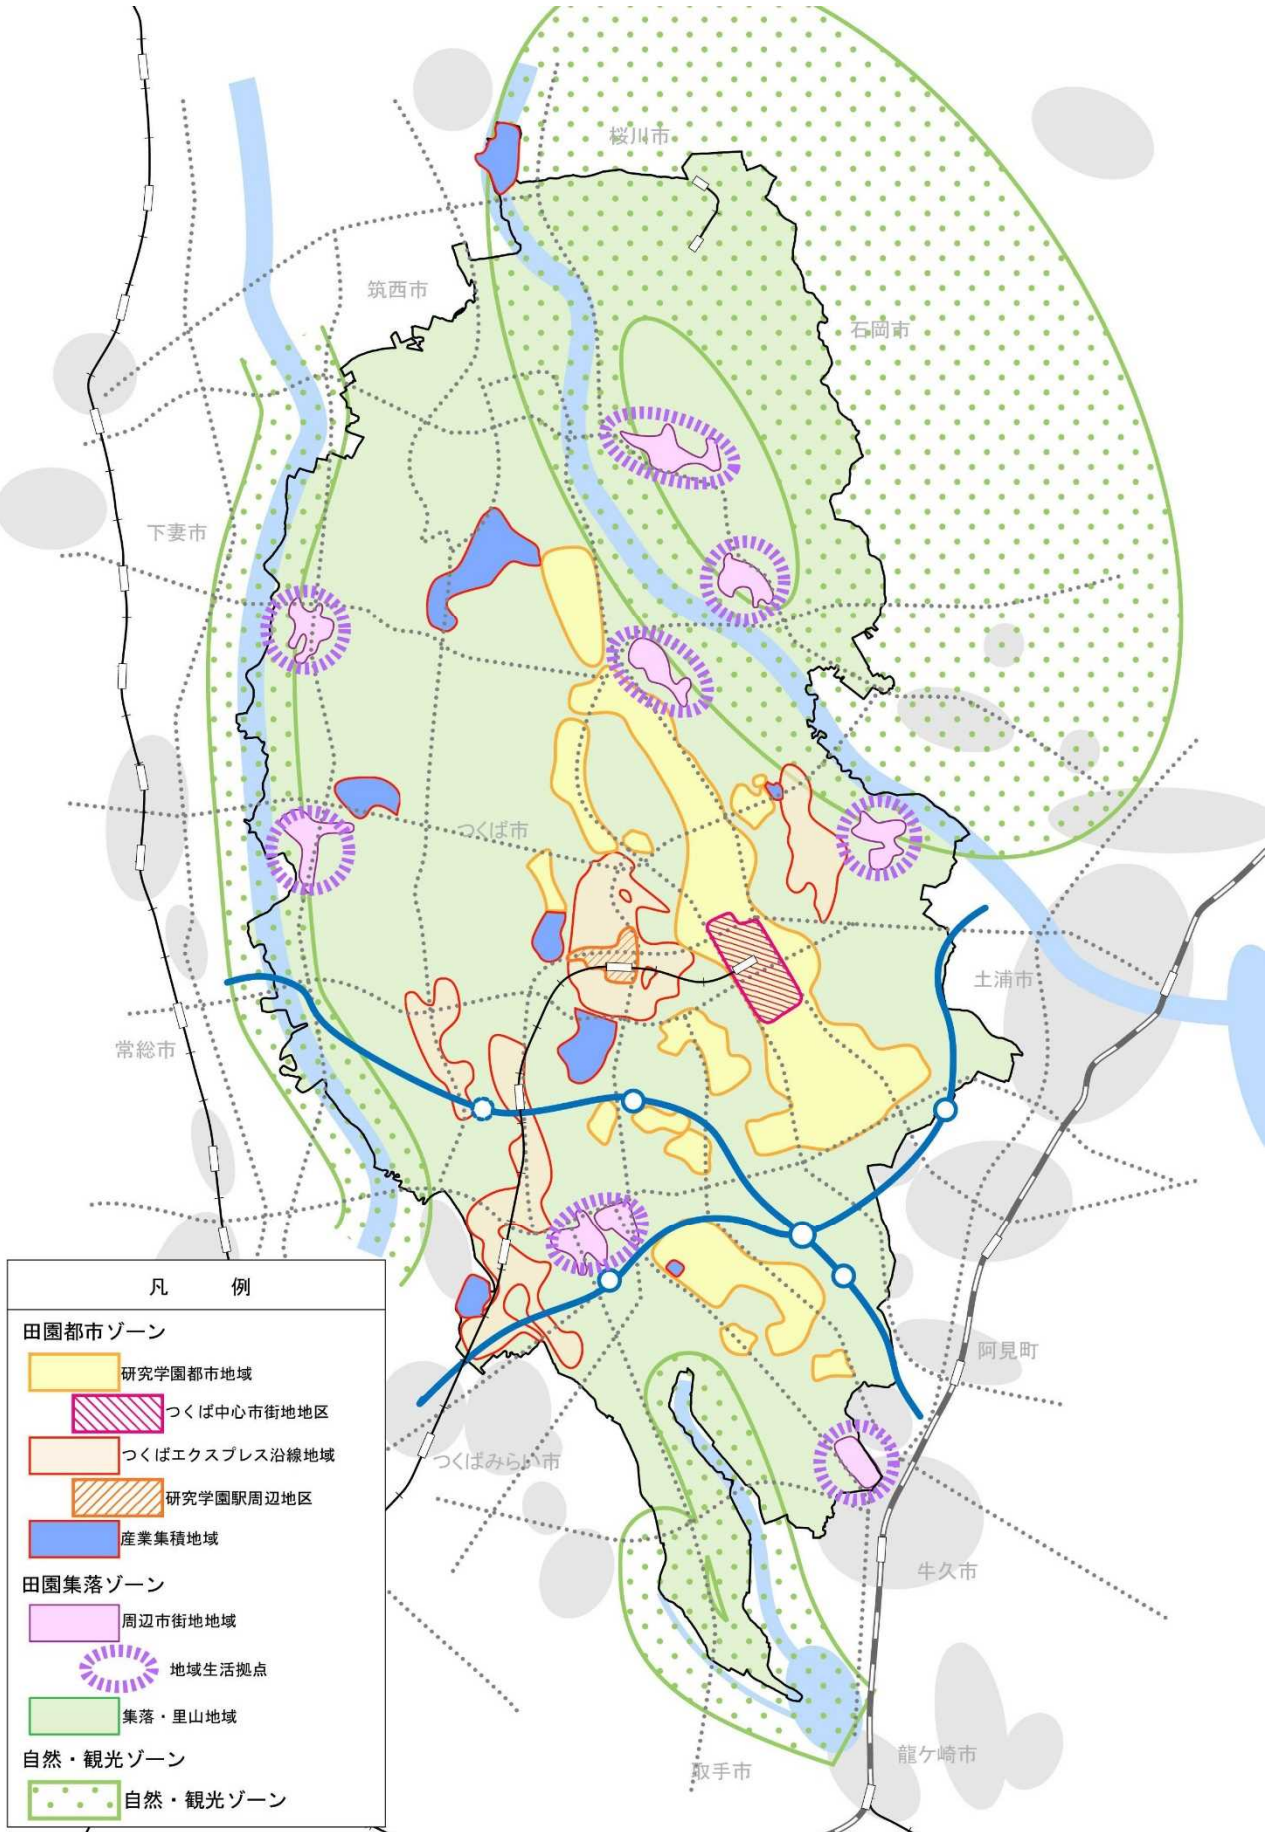 桜川市
筑西市
石岡市
下妻市
つくば市
土浦市
常総市
阿見町
つくばみらい市
牛久市
龍ケ崎市
取手市
凡 例
田園都市ゾーン
研究学園都市地域
つくば中心市街地地区
つくばエクスプレス沿線地域
研究学園駅周辺地区
産業集積地域
田園集落ゾーン
周辺市街地地域
地域生活拠点
集落・里山地域
自然・観光ゾーン
自然・観光ゾーン